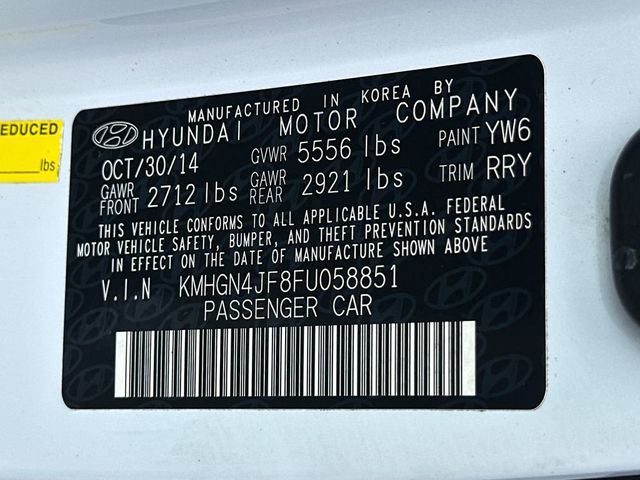 MANUFACTURED IN KOREA BY
HYUNDAI MOTOR COMPANY
OCT/30/14 GVWR 5556 lbs PAINT YW6
GAWR FRONT 2712 lbs GAWR REAR 2921 lbs TRIM RRY
THIS VEHICLE CONFORMS TO ALL APPLICABLE U.S.A. FEDERAL
MOTOR VEHICLE SAFETY, BUMPER, AND THEFT PREVENTION STANDARDS
IN EFFECT ON THE DATE OF MANUFACTURE SHOWN ABOVE
V.I.N KMHGN4JF8FU058851
PASSENGER CAR
EDUCED
lbs